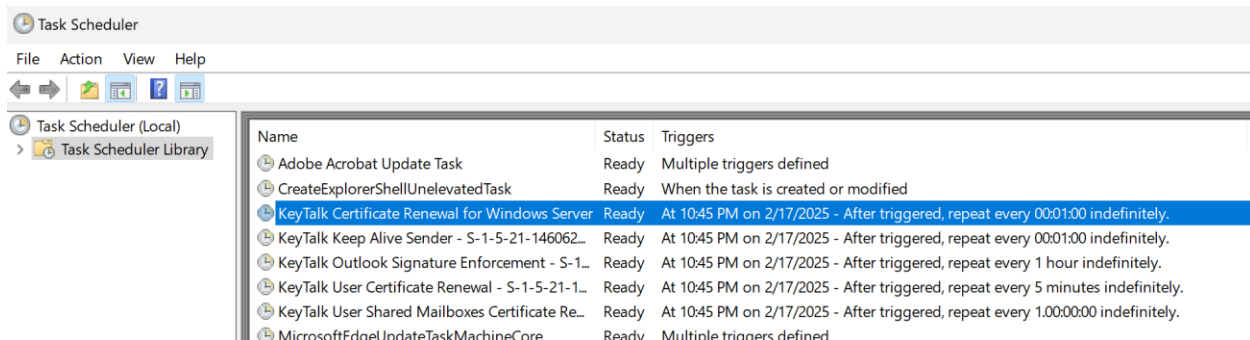 Task Scheduler
File Action View Help
Task Scheduler (Local)
Task Scheduler Library
Name Status Triggers
Adobe Acrobat Update Task Ready Multiple triggers defined
CreateExplorerShellUnelevatedTask Ready When the task is created or modified
KeyTalk Certificate Renewal for Windows Server Ready At 10:45 PM on 2/17/2025 - After triggered, repeat every 00:01:00 indefinitely.
KeyTalk Keep Alive Sender - S-1-5-21-146062... Ready At 10:45 PM on 2/17/2025 - After triggered, repeat every 00:01:00 indefinitely.
KeyTalk Outlook Signature Enforcement - S-1... Ready At 10:45 PM on 2/17/2025 - After triggered, repeat every 1 hour indefinitely.
KeyTalk User Certificate Renewal - S-1-5-21-1... Ready At 10:45 PM on 2/17/2025 - After triggered, repeat every 5 minutes indefinitely.
KeyTalk User Shared Mailboxes Certificate Re... Ready At 10:45 PM on 2/17/2025 - After triggered, repeat every 1.00:00:00 indefinitely.
MicrosoftEdgeUpdateTaskMachineCore Ready Multiple triggers defined